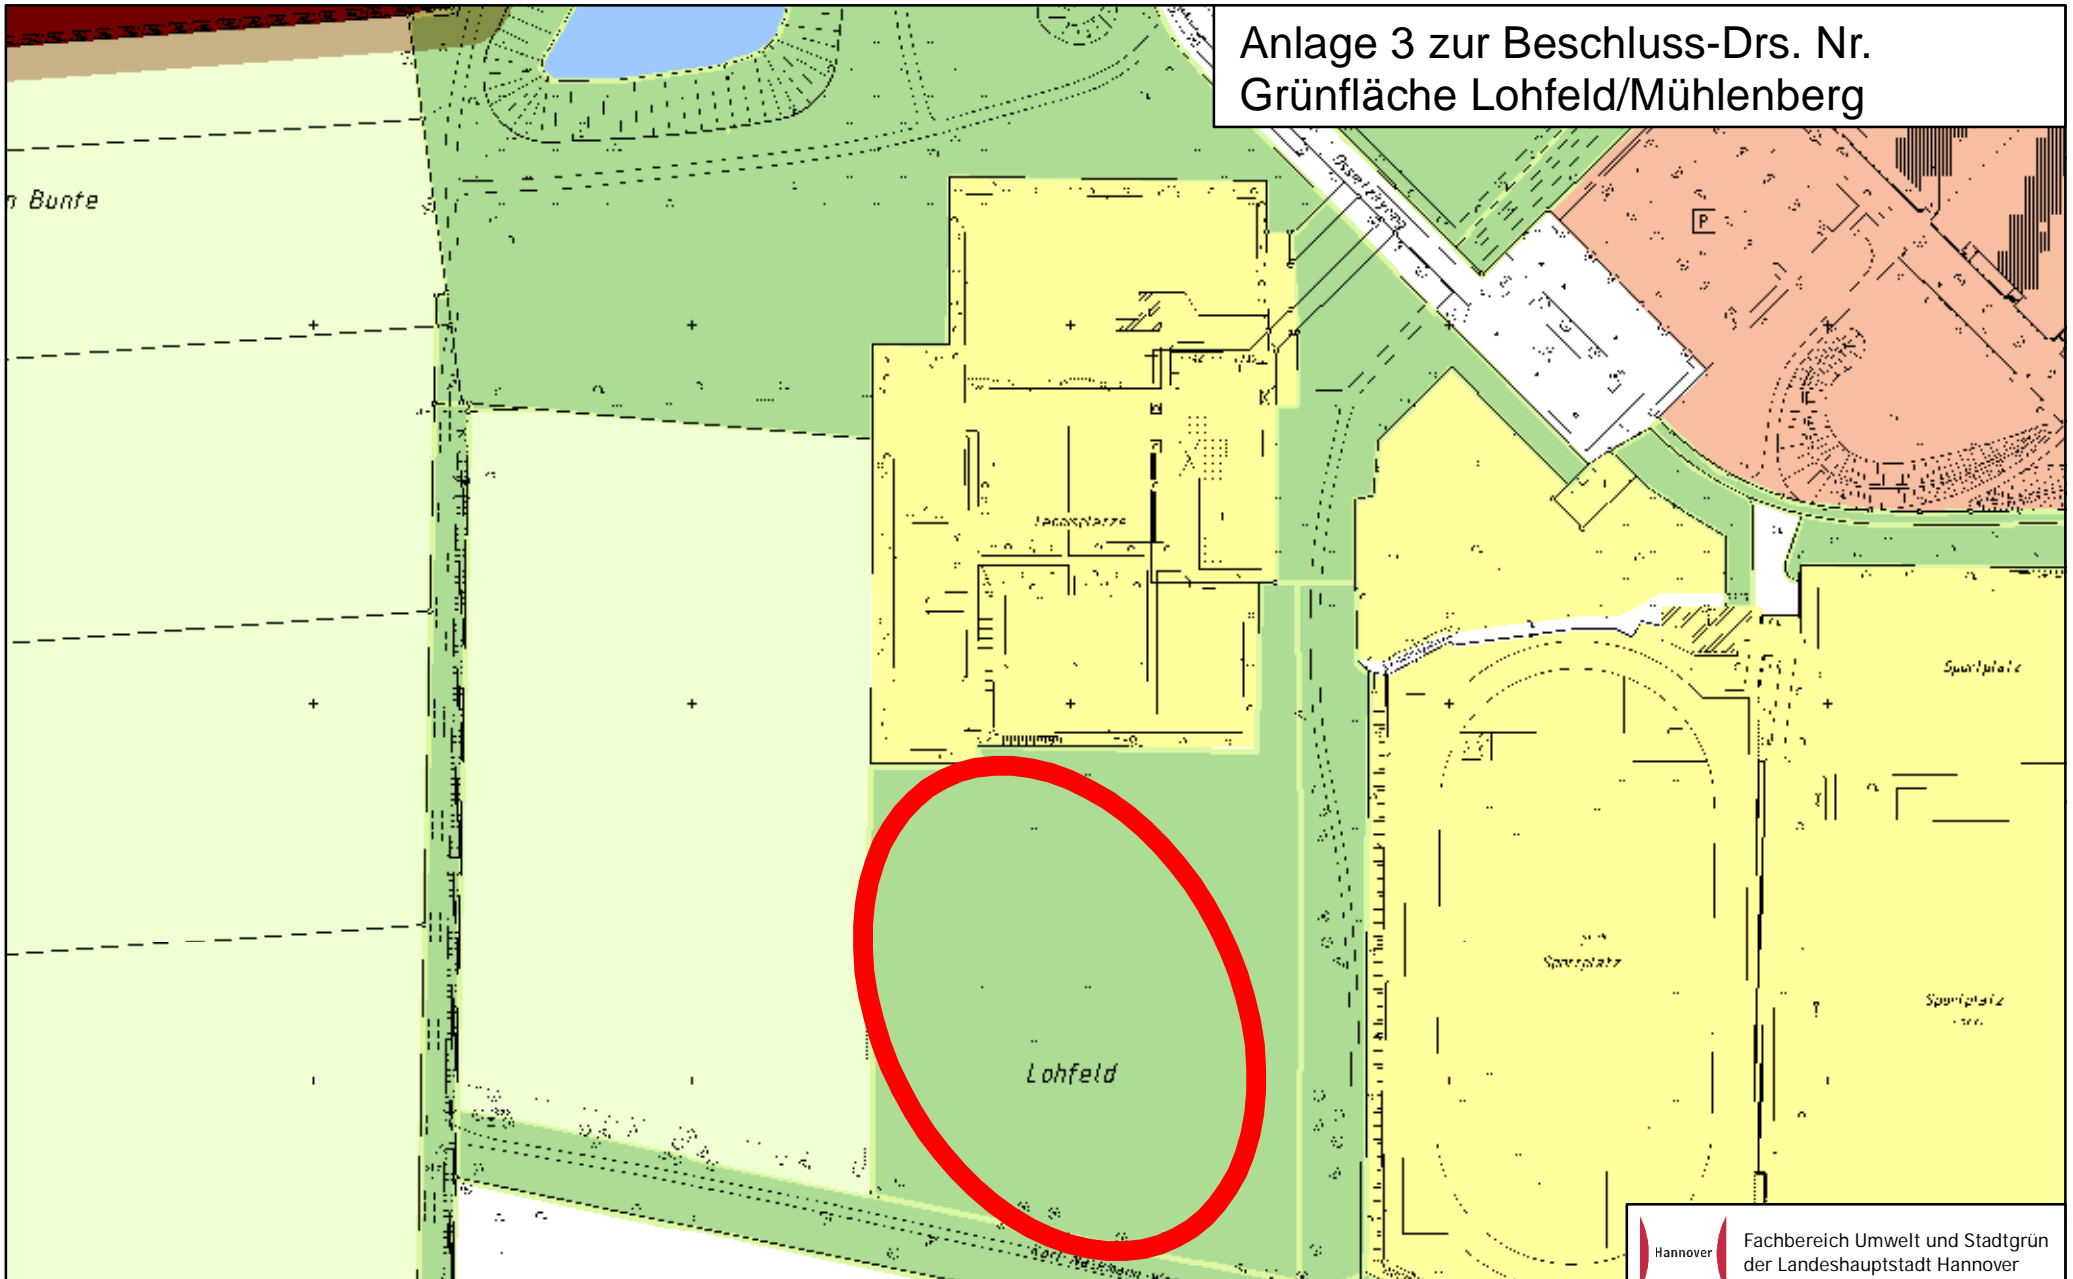 Anlage 3 zur Beschluss-Drs. Nr.
Grünfläche Lohfeld/Mühlenberg
n Bunte
P
Sportplatz
Sportplatz
Sportplatz
Lohfeld
Hannover
Fachbereich Umwelt und Stadtgrün
der Landeshauptstadt Hannover